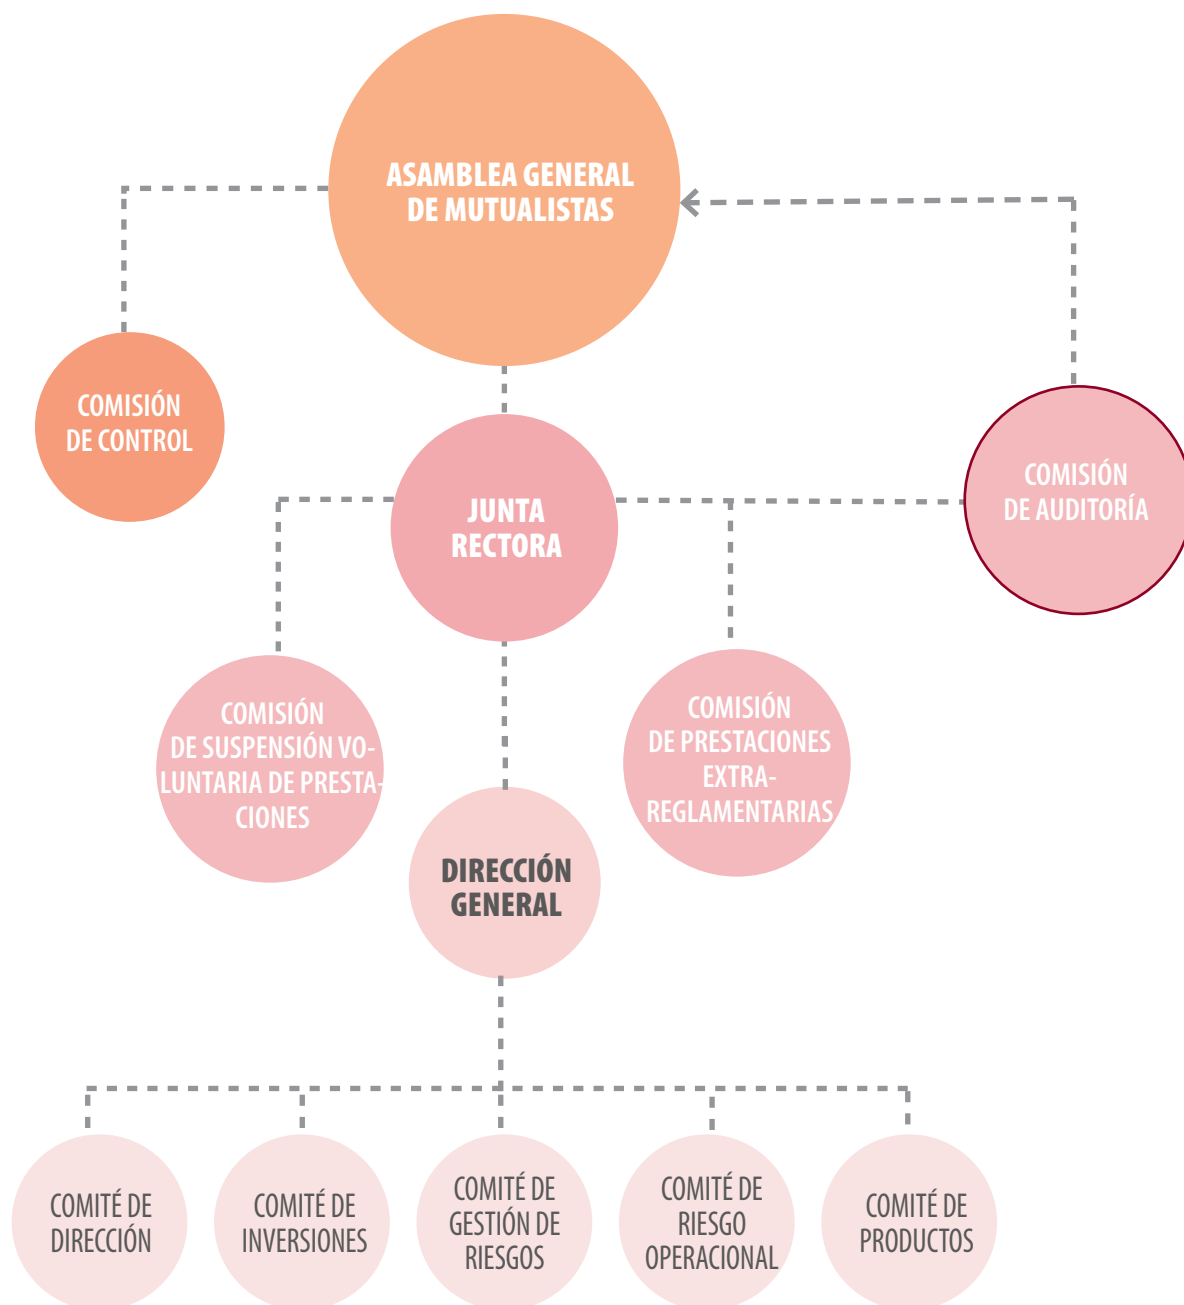 ASAMBLEA GENERAL
DE MUTUALISTAS
COMISIÓN
DE CONTROL
JUNTA
RECTORA
COMISIÓN
DE AUDITORÍA
COMISIÓN
DE SUSPENSIÓN VO-
LUNTARIA DE PRESTA-
CIONES
COMISIÓN
DE PRESTACIONES
EXTRA-
REGLAMENTARIAS
DIRECCIÓN
GENERAL
COMITÉ DE
DIRECCIÓN
COMITÉ DE
INVERSIONES
COMITÉ DE
GESTIÓN DE
RIESGOS
COMITÉ DE
RIESGO
OPERACIONAL
COMITÉ DE
PRODUCTOS